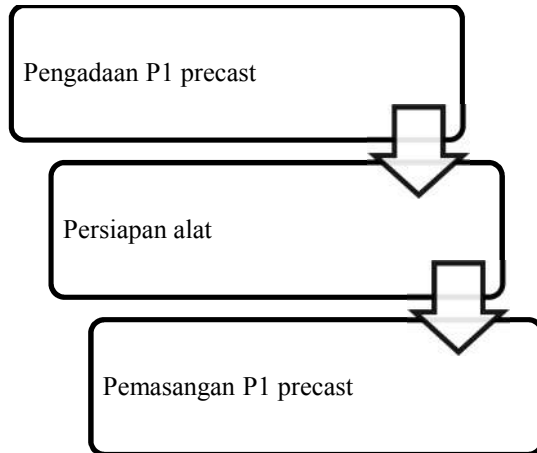 Pengadaan P1 precast
Persiapan alat
Pemasangan P1 precast